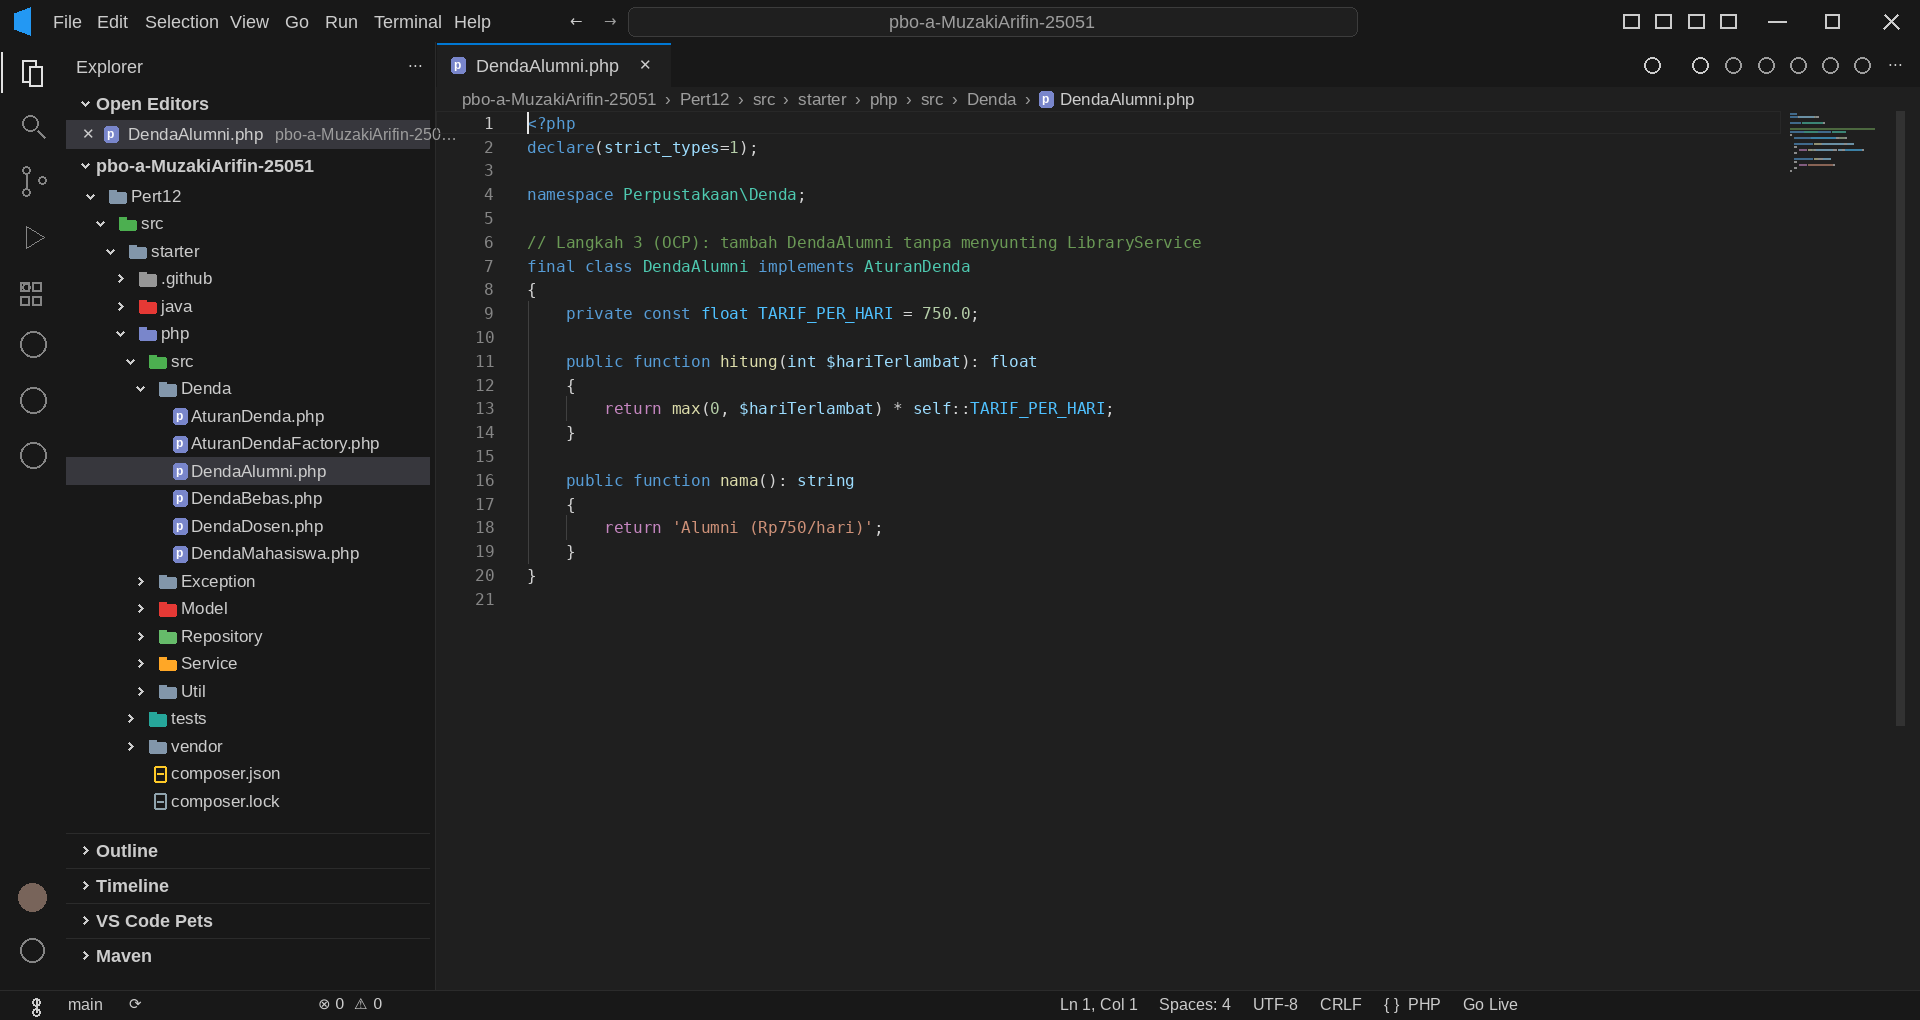 File Edit Selection View Go Run Terminal Help ← → pbo-a-MuzakiArifin-25051
Explorer ···
Open Editors
× p DendaAlumni.php pbo-a-MuzakiArifin-250...
pbo-a-MuzakiArifin-25051
Pert12
src
starter
.github
java
php
src
Denda
p AturanDenda.php
p AturanDendaFactory.php
p DendaAlumni.php
p DendaBebas.php
p DendaDosen.php
p DendaMahasiswa.php
Exception
Model
Repository
Service
Util
tests
vendor
composer.json
composer.lock
Outline
Timeline
VS Code Pets
Maven
p DendaAlumni.php × ···
pbo-a-MuzakiArifin-25051 › Pert12 › src › starter › php › src › Denda › p DendaAlumni.php
1 <?php
2 declare(strict_types=1);
3
4 namespace Perpustakaan\Denda;
5
6 // Langkah 3 (OCP): tambah DendaAlumni tanpa menyunting LibraryService
7 final class DendaAlumni implements AturanDenda
8 {
9     private const float TARIF_PER_HARI = 750.0;
10
11     public function hitung(int $hariTerlambat): float
12     {
13         return max(0, $hariTerlambat) * self::TARIF_PER_HARI;
14     }
15
16     public function nama(): string
17     {
18         return 'Alumni (Rp750/hari)';
19     }
20 }
21
main ⟳ ⊗ 0 ⚠ 0 Ln 1, Col 1 Spaces: 4 UTF-8 CRLF { } PHP Go Live